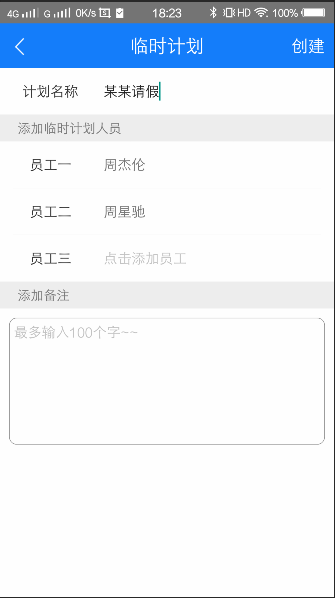 4G G 0K/s 18:23 HD 100%
临时计划 创建
计划名称 某某请假
添加临时计划人员
员工一 周杰伦
员工二 周星驰
员工三 点击添加员工
添加备注
最多输入100个字~~